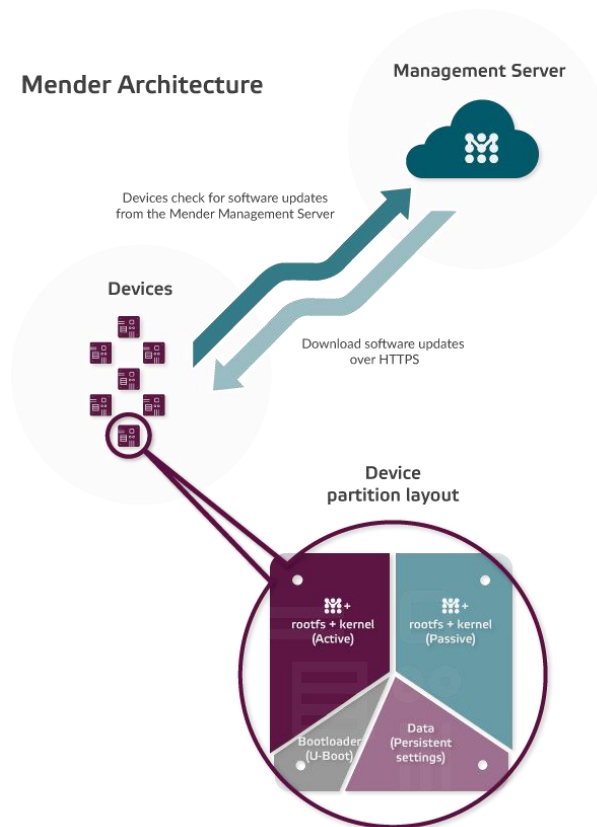 Mender Architecture
Management Server
Devices check for software updates
from the Mender Management Server
Devices
Download software updates
over HTTPS
Device
partition layout
+
rootfs + kernel
(Active)
+
rootfs + kernel
(Passive)
Bootloader
(U-Boot)
Data
(Persistent
settings)